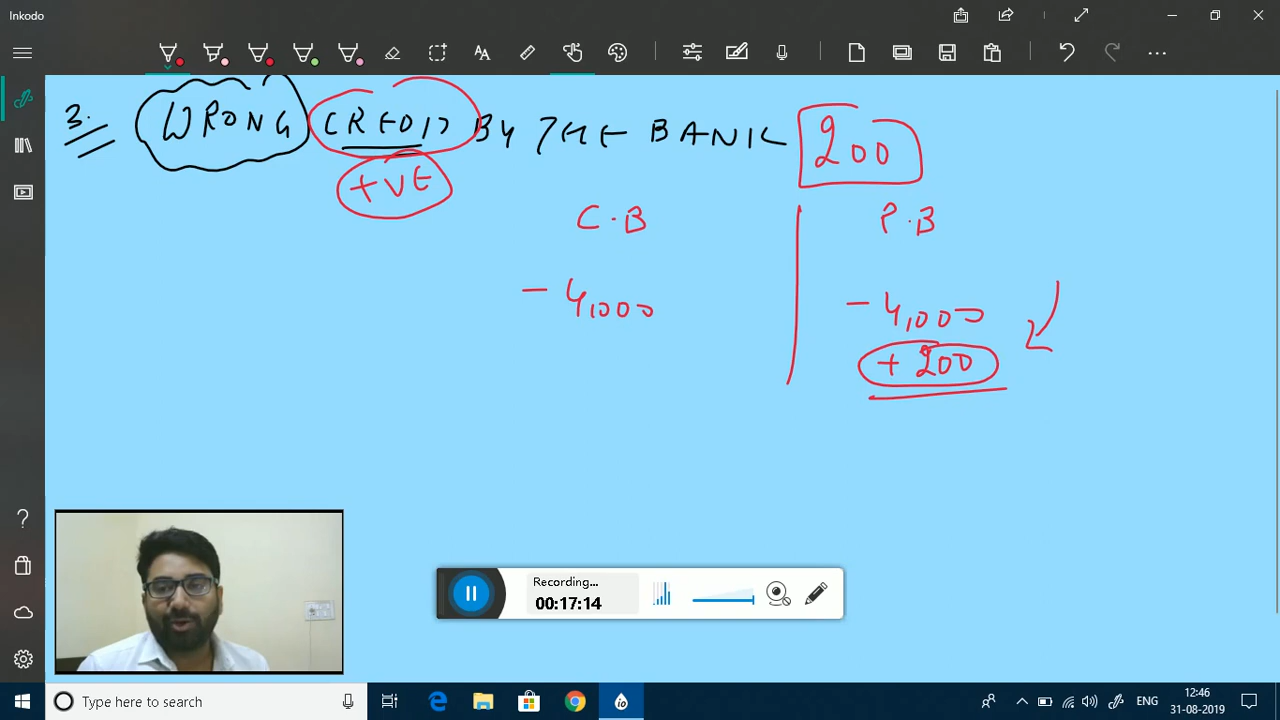 Inkodo
3. WRONG CREDIT BY THE BANK 200
+VE
C.B P.B
- 4,000 - 4,000
+ 200
Recording...
00:17:14
Type here to search
ENG
12:46
31-08-2019